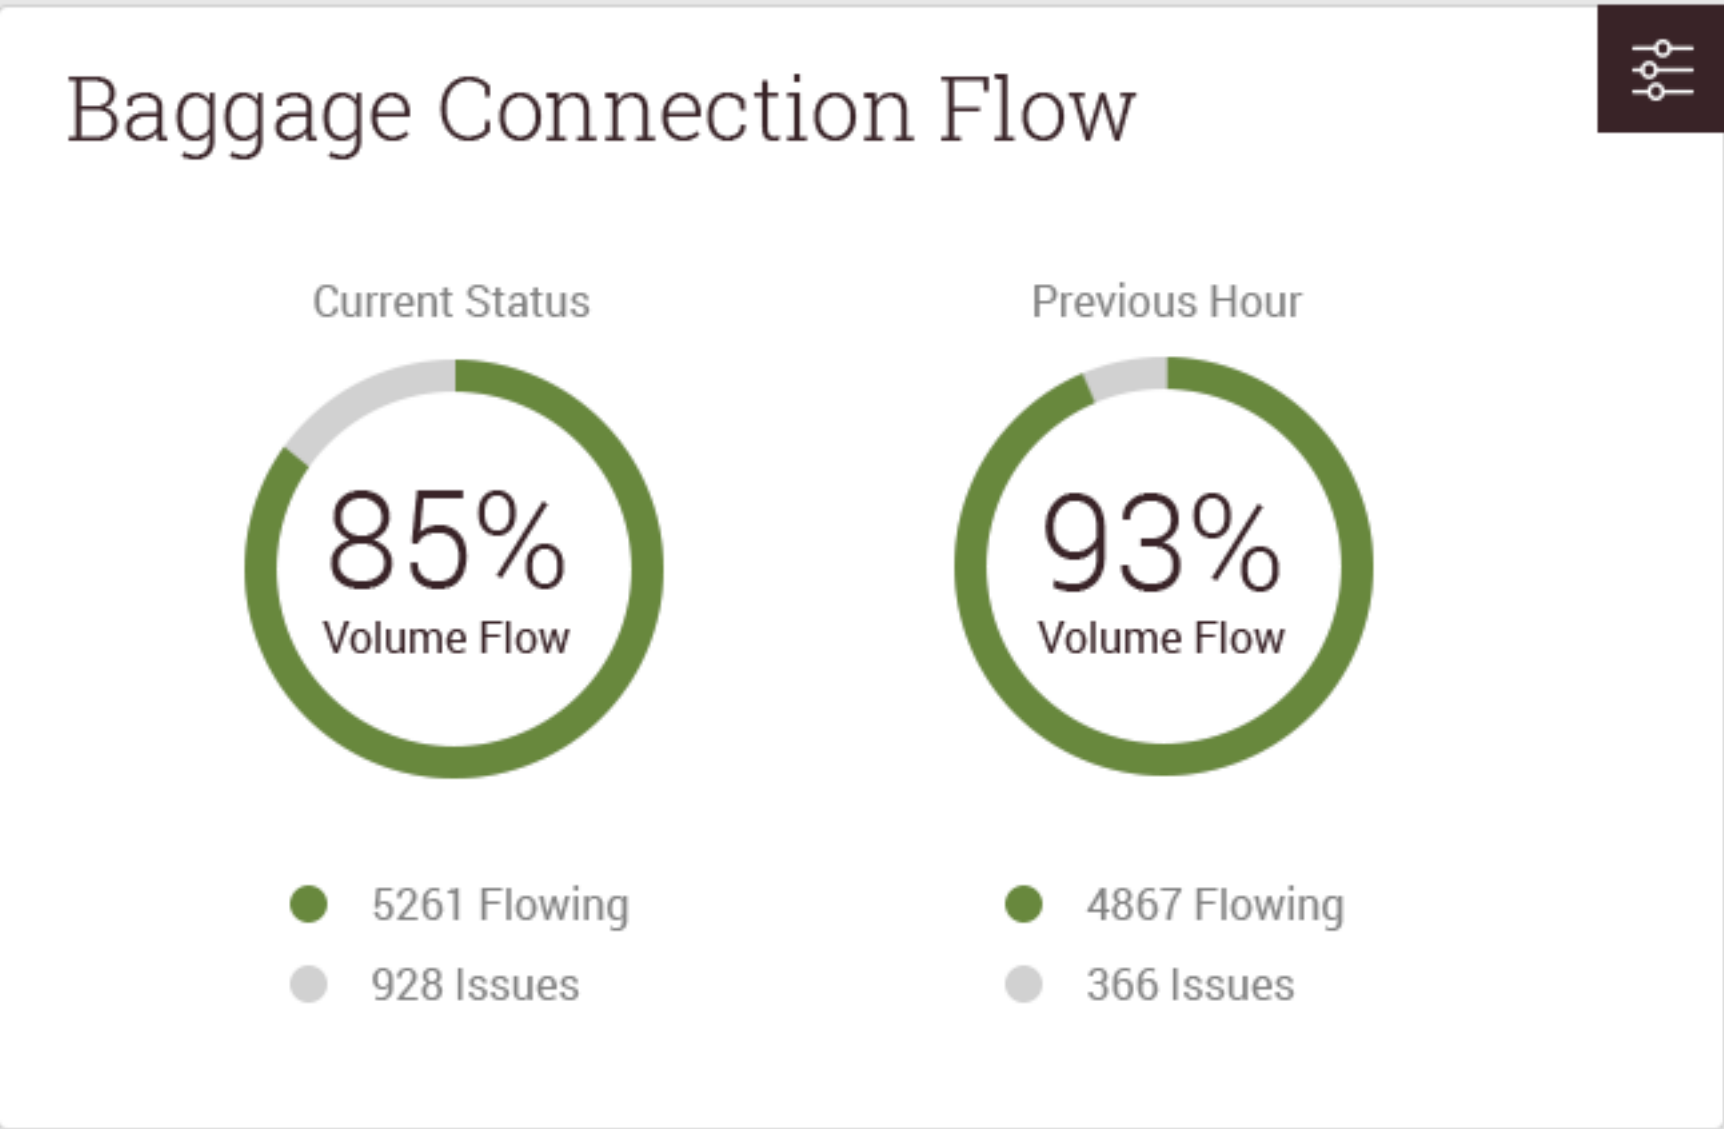 Baggage Connection Flow
Current Status
85%
Volume Flow
5261 Flowing
928 Issues
Previous Hour
93%
Volume Flow
4867 Flowing
366 Issues